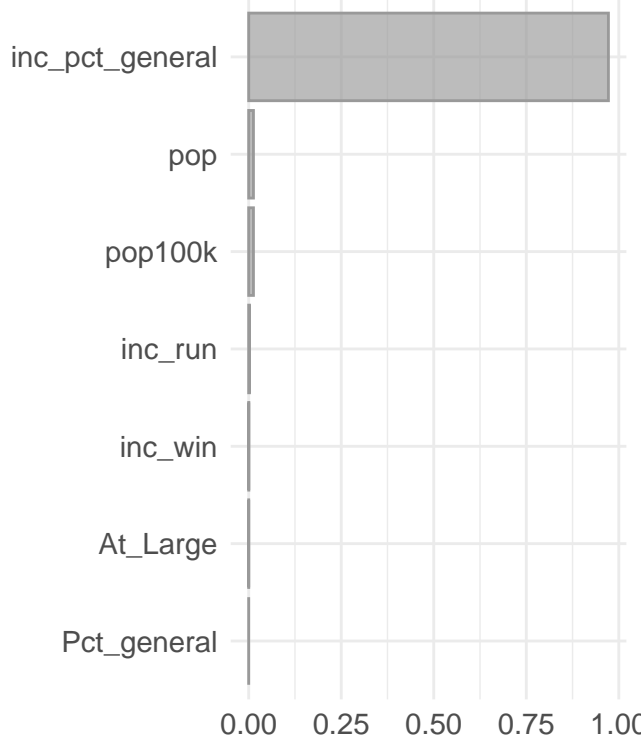 inc_pct_general
pop
pop100k
inc_run
inc_win
At_Large
Pct_general
0.00 0.25 0.50 0.75 1.00